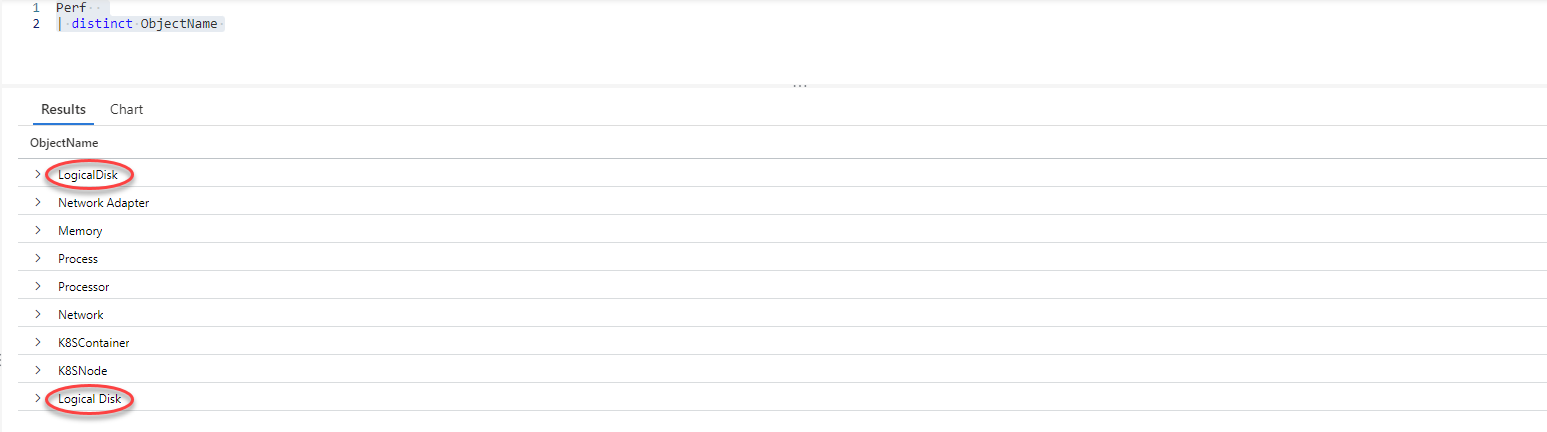 1 Perf
2 | distinct ObjectName
...
Results Chart
ObjectName
LogicalDisk
Network Adapter
Memory
Process
Processor
Network
K8SContainer
K8SNode
Logical Disk